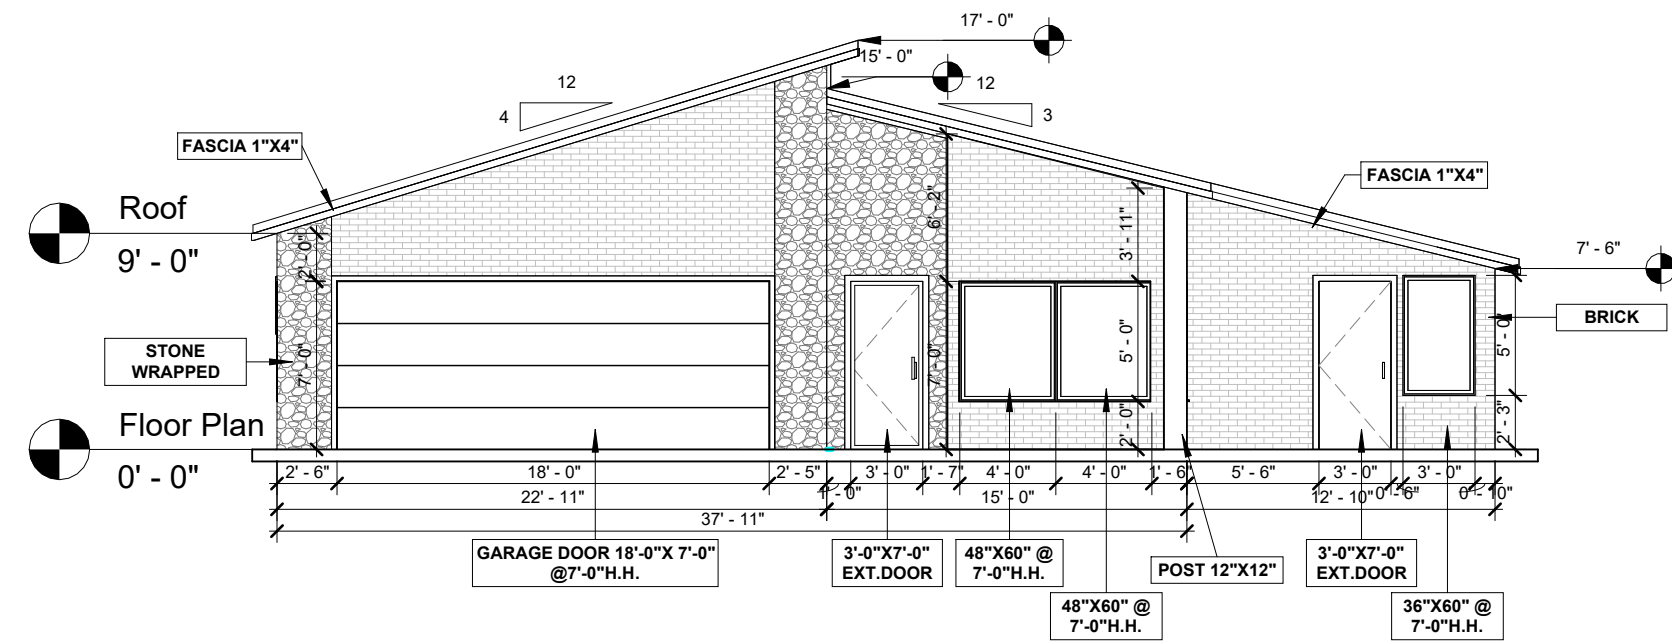 17' - 0"
15' - 0"
12
4
12
3
FASCIA 1"X4"
FASCIA 1"X4"
Roof
9' - 0"
2' - 0"
6' - 2"
3' - 11"
7' - 6"
STONE
WRAPPED
7' - 0"
7' - 0"
5' - 0"
5' - 0"
BRICK
Floor Plan
0' - 0"
2' - 0"
2' - 3"
2' - 6"
18' - 0"
2' - 5"
1' - 0"
3' - 0"
1' - 7"
4' - 0"
4' - 0"
1' - 6"
5' - 6"
3' - 0"
0' - 6"
3' - 0"
0' - 10"
22' - 11"
15' - 0"
12' - 10"
37' - 11"
GARAGE DOOR 18'-0"X 7'-0"
@7'-0"H.H.
3'-0"X7'-0"
EXT.DOOR
48"X60" @
7'-0"H.H.
48"X60" @
7'-0"H.H.
POST 12"X12"
3'-0"X7'-0"
EXT.DOOR
36"X60" @
7'-0"H.H.